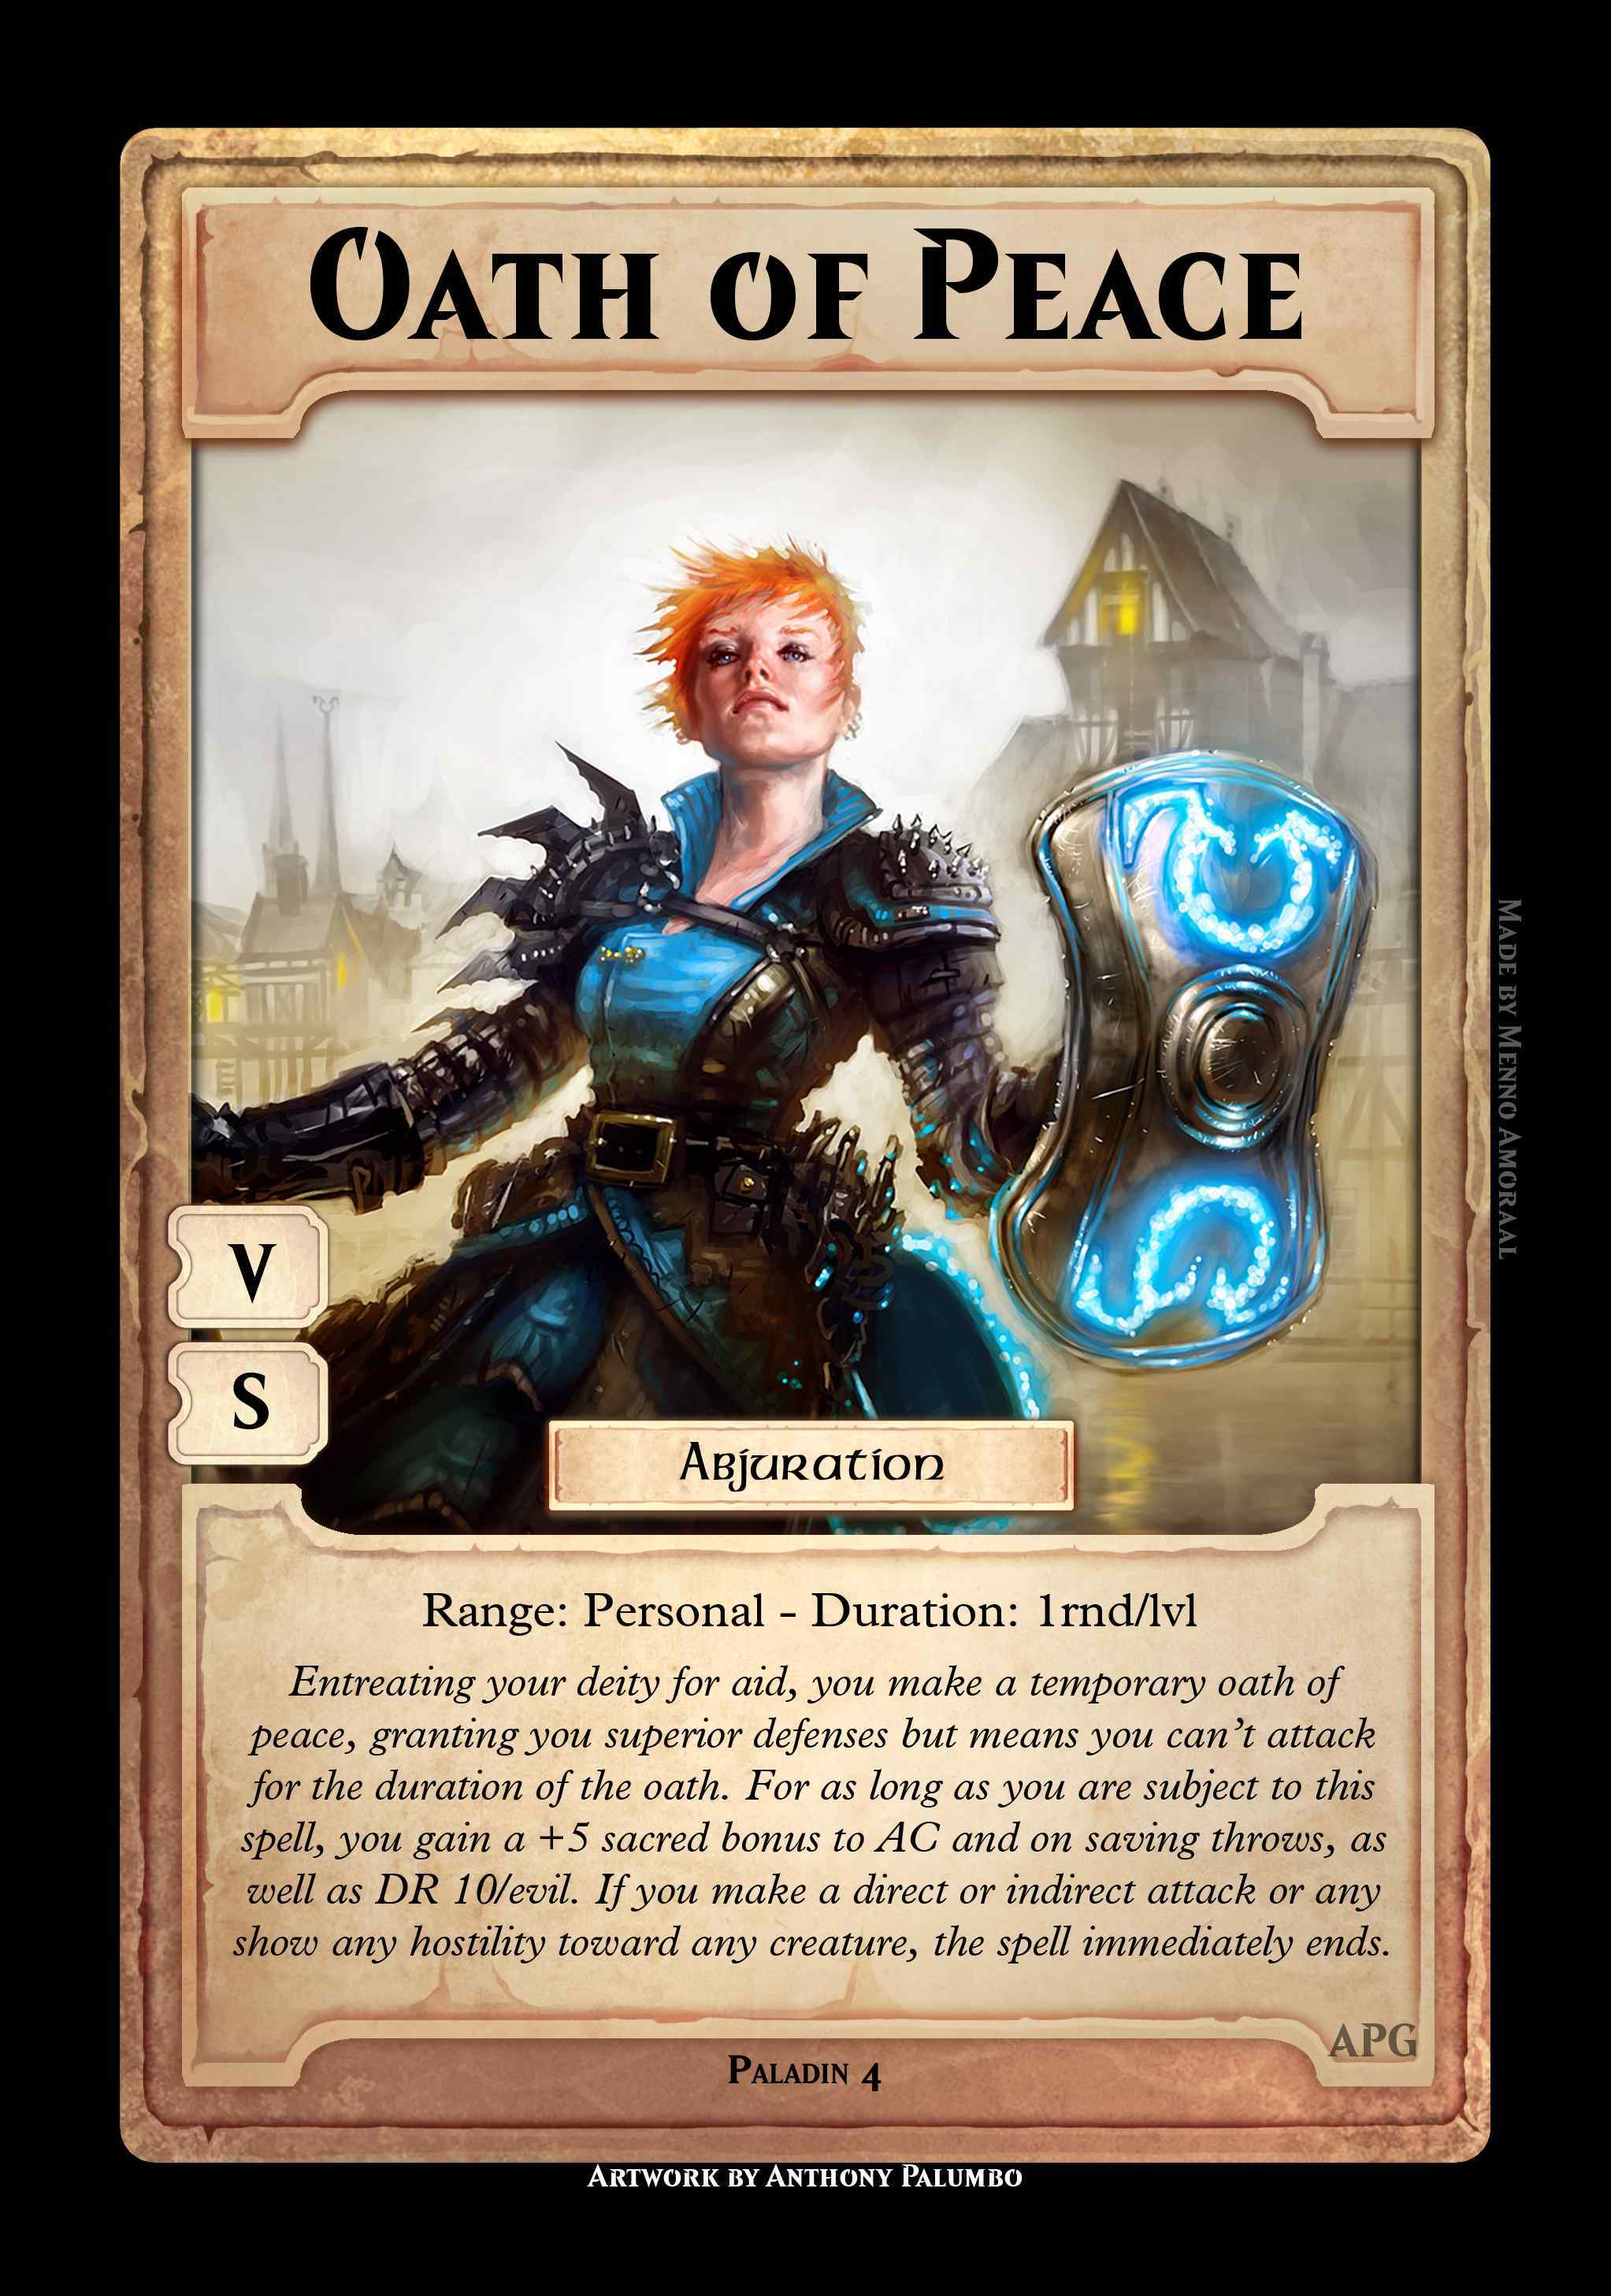 Oath of Peace
V
S
Abjuration
Range: Personal - Duration: 1rnd/lvl
Entreating your deity for aid, you make a temporary oath of
peace, granting you superior defenses but means you can't attack
for the duration of the oath. For as long as you are subject to this
spell, you gain a +5 sacred bonus to AC and on saving throws, as
well as DR 10/evil. If you make a direct or indirect attack or any
show any hostility toward any creature, the spell immediately ends.
APG
Paladin 4
Artwork by Anthony Palumbo
Made by Menno Amoraal